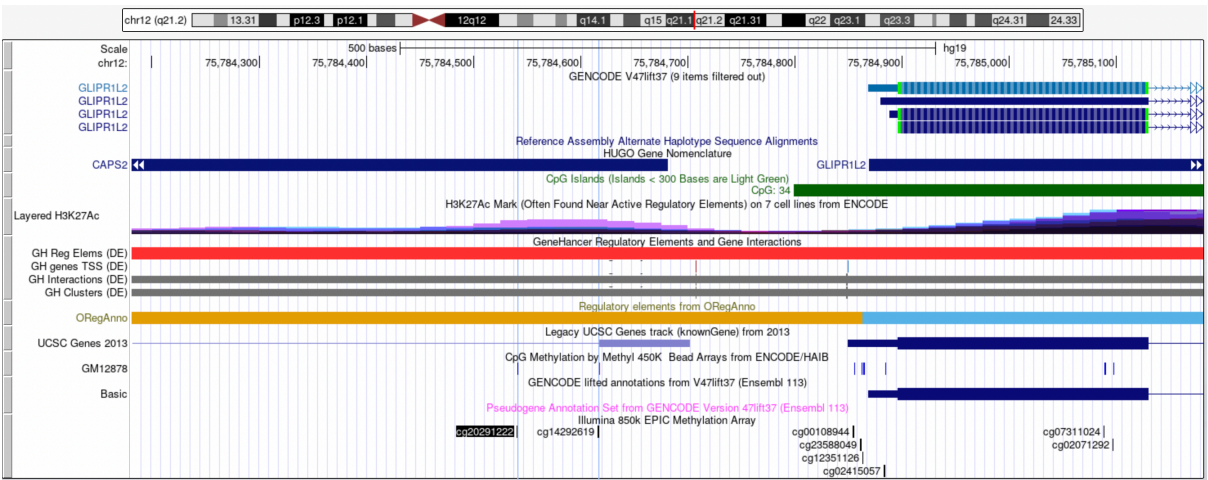 chr12 (q21.2) 13.31 p12.3 p12.1 12q12 q14.1 q15 q21.1 q21.2 q21.31 q22 q23.1 q23.3 q24.31 24.33
Scale 500 bases hg19
chr12: 75,784,300 75,784,400 75,784,500 75,784,600 75,784,700 75,784,800 75,784,900 75,785,000 75,785,100
GENCODE V47lift37 (9 items filtered out)
GLIPR1L2
GLIPR1L2
GLIPR1L2
GLIPR1L2
Reference Assembly Alternate Haplotype Sequence Alignments
HUGO Gene Nomenclature
CAPS2 GLIPR1L2
CpG Islands (Islands < 300 Bases are Light Green)
CpG: 34
H3K27Ac Mark (Often Found Near Active Regulatory Elements) on 7 cell lines from ENCODE
Layered H3K27Ac
GeneHancer Regulatory Elements and Gene Interactions
GH Reg Elems (DE)
GH genes TSS (DE)
GH Interactions (DE)
GH Clusters (DE)
Regulatory elements from ORegAnno
ORegAnno
Legacy UCSC Genes track (knownGene) from 2013
UCSC Genes 2013
CpG Methylation by Methyl 450K Bead Arrays from ENCODE/HAIB
GM12878
GENCODE lifted annotations from V47lift37 (Ensembl 113)
Basic
Pseudogene Annotation Set from GENCODE Version 47lift37 (Ensembl 113)
Illumina 850k EPIC Methylation Array
cg20291222 cg14292619 cg00108944 cg07311024
cg23588049 cg02071292
cg12351126
cg02415057